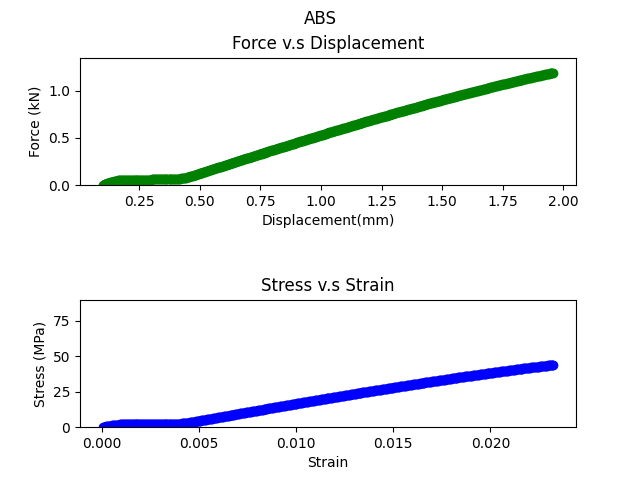 ABS
Force v.s Displacement
1.0
0.5
0.0
Force (kN)
0.25 0.50 0.75 1.00 1.25 1.50 1.75 2.00
Displacement(mm)
Stress v.s Strain
75
50
25
0
Stress (MPa)
0.000 0.005 0.010 0.015 0.020
Strain